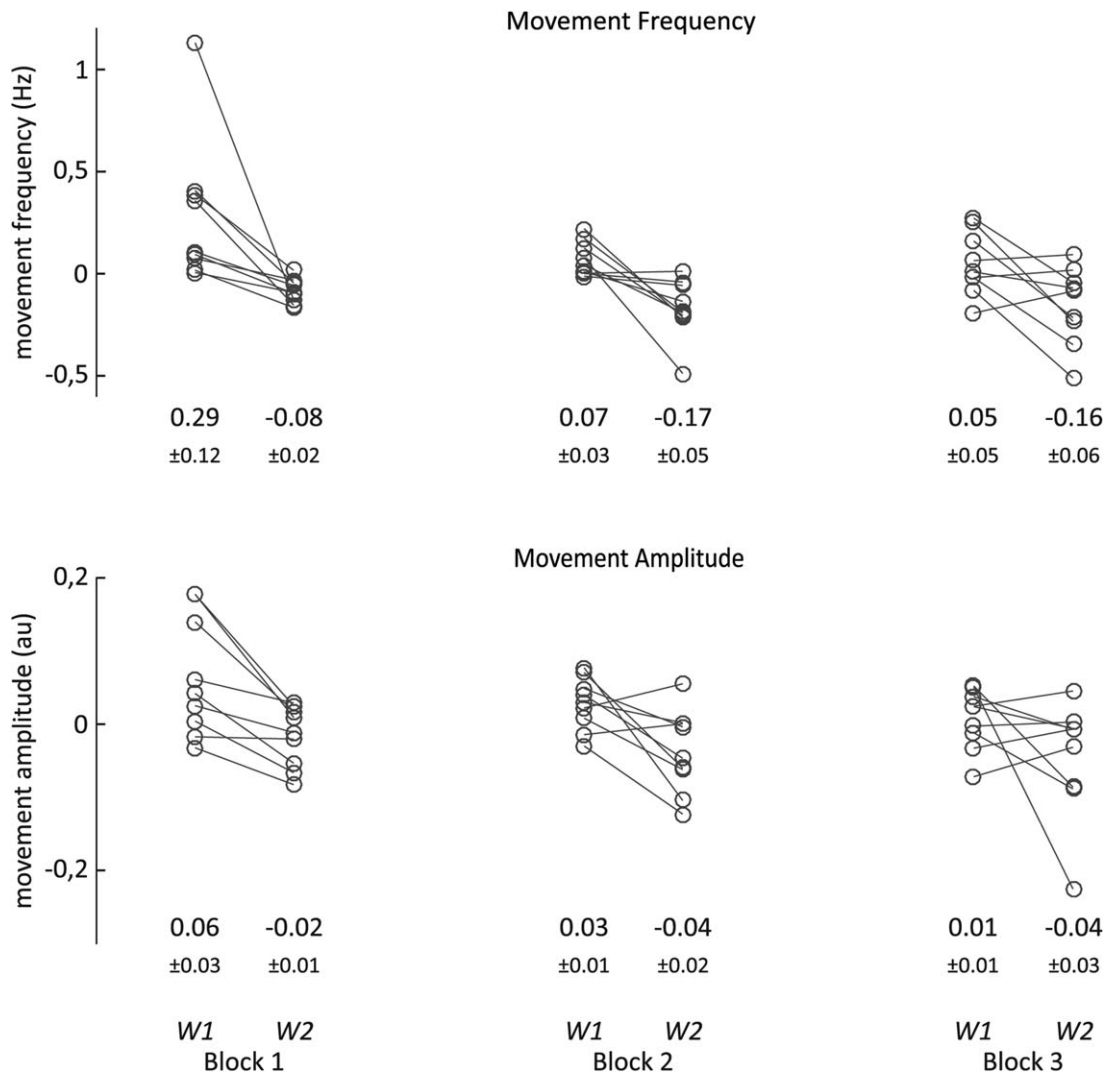 Movement Frequency
movement frequency (Hz)
1
0,5
0
-0,5
0.29 -0.08 0.07 -0.17 0.05 -0.16
±0.12 ±0.02 ±0.03 ±0.05 ±0.05 ±0.06
Movement Amplitude
movement amplitude (au)
0,2
0
-0,2
0.06 -0.02 0.03 -0.04 0.01 -0.04
±0.03 ±0.01 ±0.01 ±0.02 ±0.01 ±0.03
W1 W2 W1 W2 W1 W2
Block 1 Block 2 Block 3